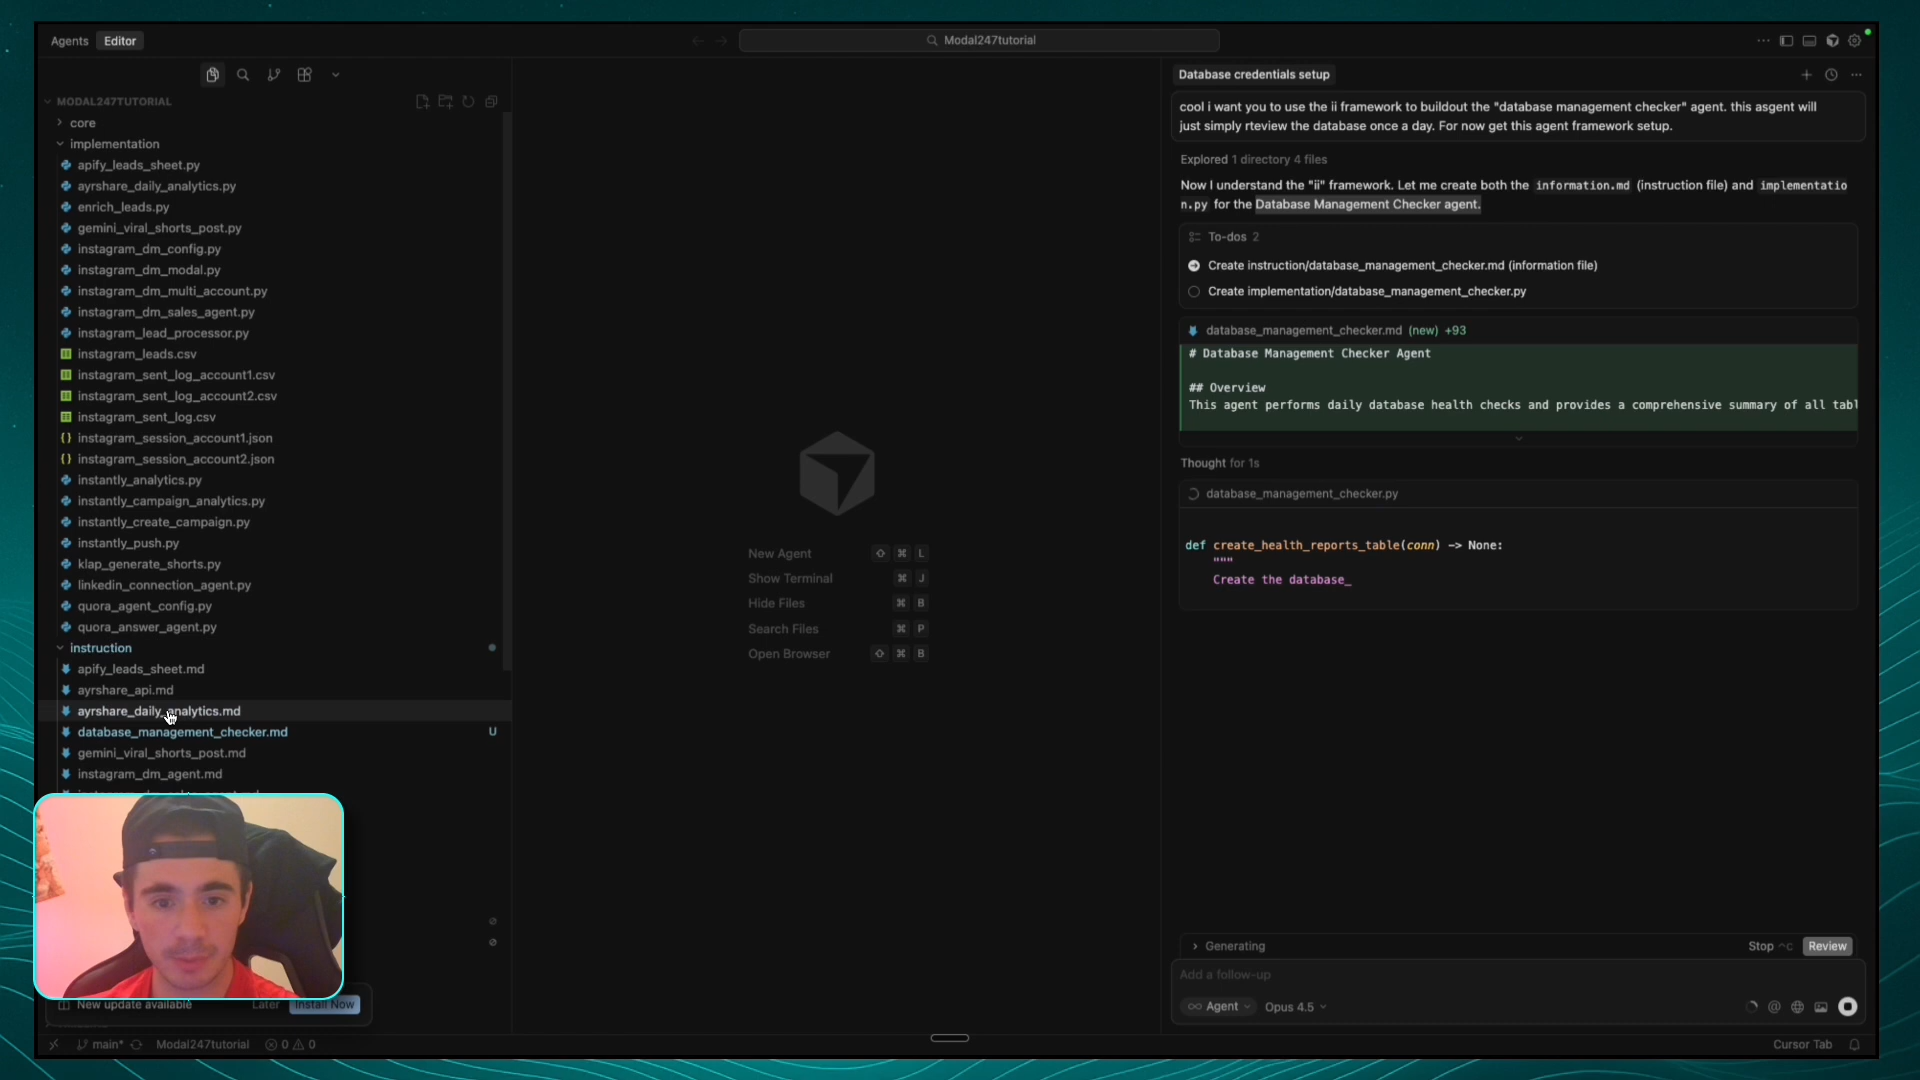 Agents Editor
Modal247tutorial
MODAL247TUTORIAL
core
implementation
apify_leads_sheet.py
ayrshare_daily_analytics.py
enrich_leads.py
gemini_viral_shorts_post.py
instagram_dm_config.py
instagram_dm_modal.py
instagram_dm_multi_account.py
instagram_dm_sales_agent.py
instagram_lead_processor.py
instagram_leads.csv
instagram_sent_log_account1.csv
instagram_sent_log_account2.csv
instagram_sent_log.csv
instagram_session_account1.json
instagram_session_account2.json
instantly_analytics.py
instantly_campaign_analytics.py
instantly_create_campaign.py
instantly_push.py
klap_generate_shorts.py
linkedin_connection_agent.py
quora_agent_config.py
quora_answer_agent.py
instruction
apify_leads_sheet.md
ayrshare_api.md
ayrshare_daily_analytics.md
database_management_checker.md U
gemini_viral_shorts_post.md
instagram_dm_agent.md
New update available Later Install Now
main* Modal247tutorial 0 0
New Agent ⇧ ⌘ L
Show Terminal ⌘ J
Hide Files ⌘ B
Search Files ⌘ P
Open Browser ⇧ ⌘ B
Database credentials setup
cool i want you to use the ii framework to buildout the "database management checker" agent. this asgent will
just simply rteview the database once a day. For now get this agent framework setup.
Explored 1 directory 4 files
Now I understand the "ii" framework. Let me create both the information.md (instruction file) and implementatio
n.py for the Database Management Checker agent.
To-dos 2
Create instruction/database_management_checker.md (information file)
Create implementation/database_management_checker.py
database_management_checker.md (new) +93
# Database Management Checker Agent
## Overview
This agent performs daily database health checks and provides a comprehensive summary of all tabl
Thought for 1s
database_management_checker.py
def create_health_reports_table(conn) -> None:
"""
Create the database_
Generating Stop ^C Review
Add a follow-up
Agent Opus 4.5
Cursor Tab